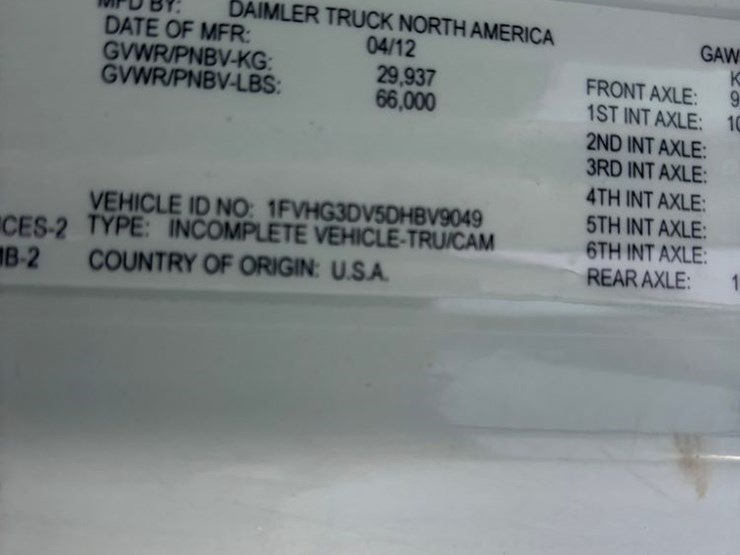 MFD BY: DAIMLER TRUCK NORTH AMERICA
DATE OF MFR: 04/12
GVWR/PNBV-KG: 29,937
GVWR/PNBV-LBS: 66,000
GAW
K
FRONT AXLE: 9
1ST INT AXLE: 10
2ND INT AXLE:
3RD INT AXLE:
4TH INT AXLE:
5TH INT AXLE:
6TH INT AXLE:
REAR AXLE: 1
VEHICLE ID NO: 1FVHG3DV5DHBV9049
CES-2 TYPE: INCOMPLETE VEHICLE-TRU/CAM
IB-2 COUNTRY OF ORIGIN: U.S.A.